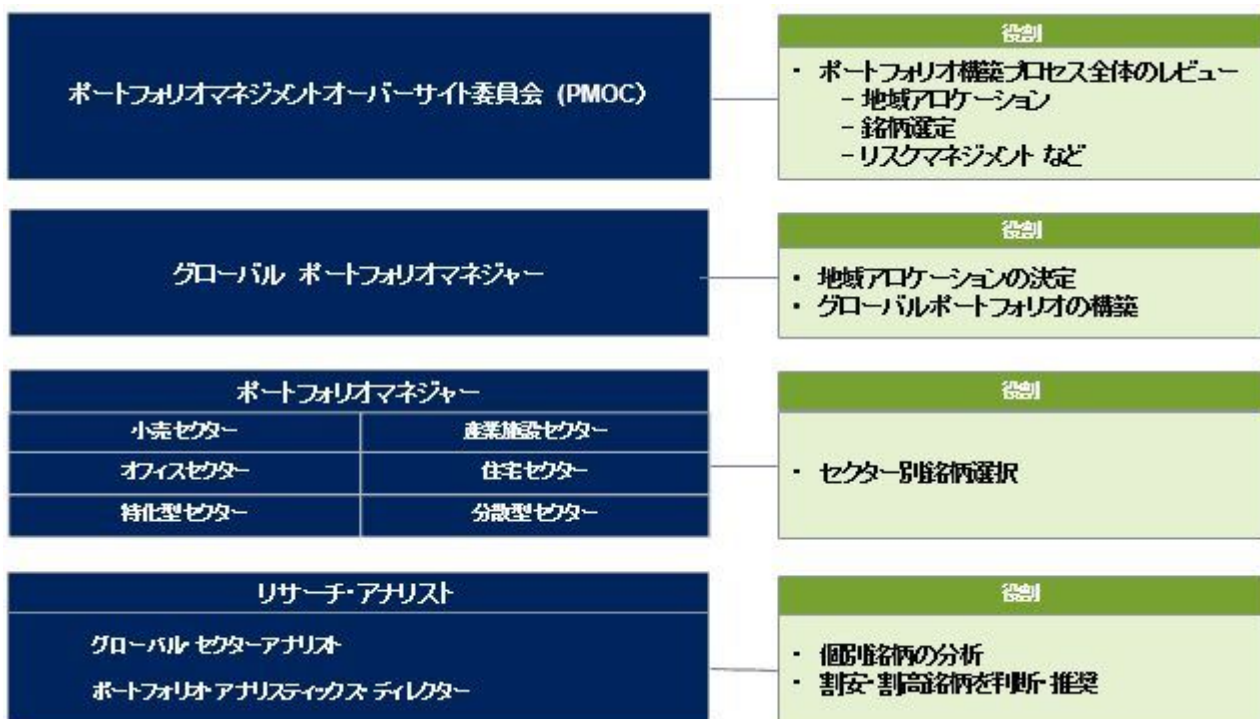 ポートフォリオマネジメントオーバーサイト委員会 (PMOC)
役割
・ ポートフォリオ構築プロセス全体のレビュー
－ 地域アロケーション
－ 銘柄選定
－ リスクマネジメント など
グローバル ポートフォリオマネジャー
役割
・ 地域アロケーションの決定
・ グローバルポートフォリオの構築
ポートフォリオマネジャー
小売セクター 産業施設セクター
オフィスセクター 住宅セクター
特化型セクター 分散型セクター
役割
・ セクター別銘柄選択
リサーチ・アナリスト
グローバル・セクターアナリスト
ポートフォリオ・アナリスティックス・ディレクター
役割
・ 個別銘柄の分析
・ 割安・割高銘柄を判断・推奨